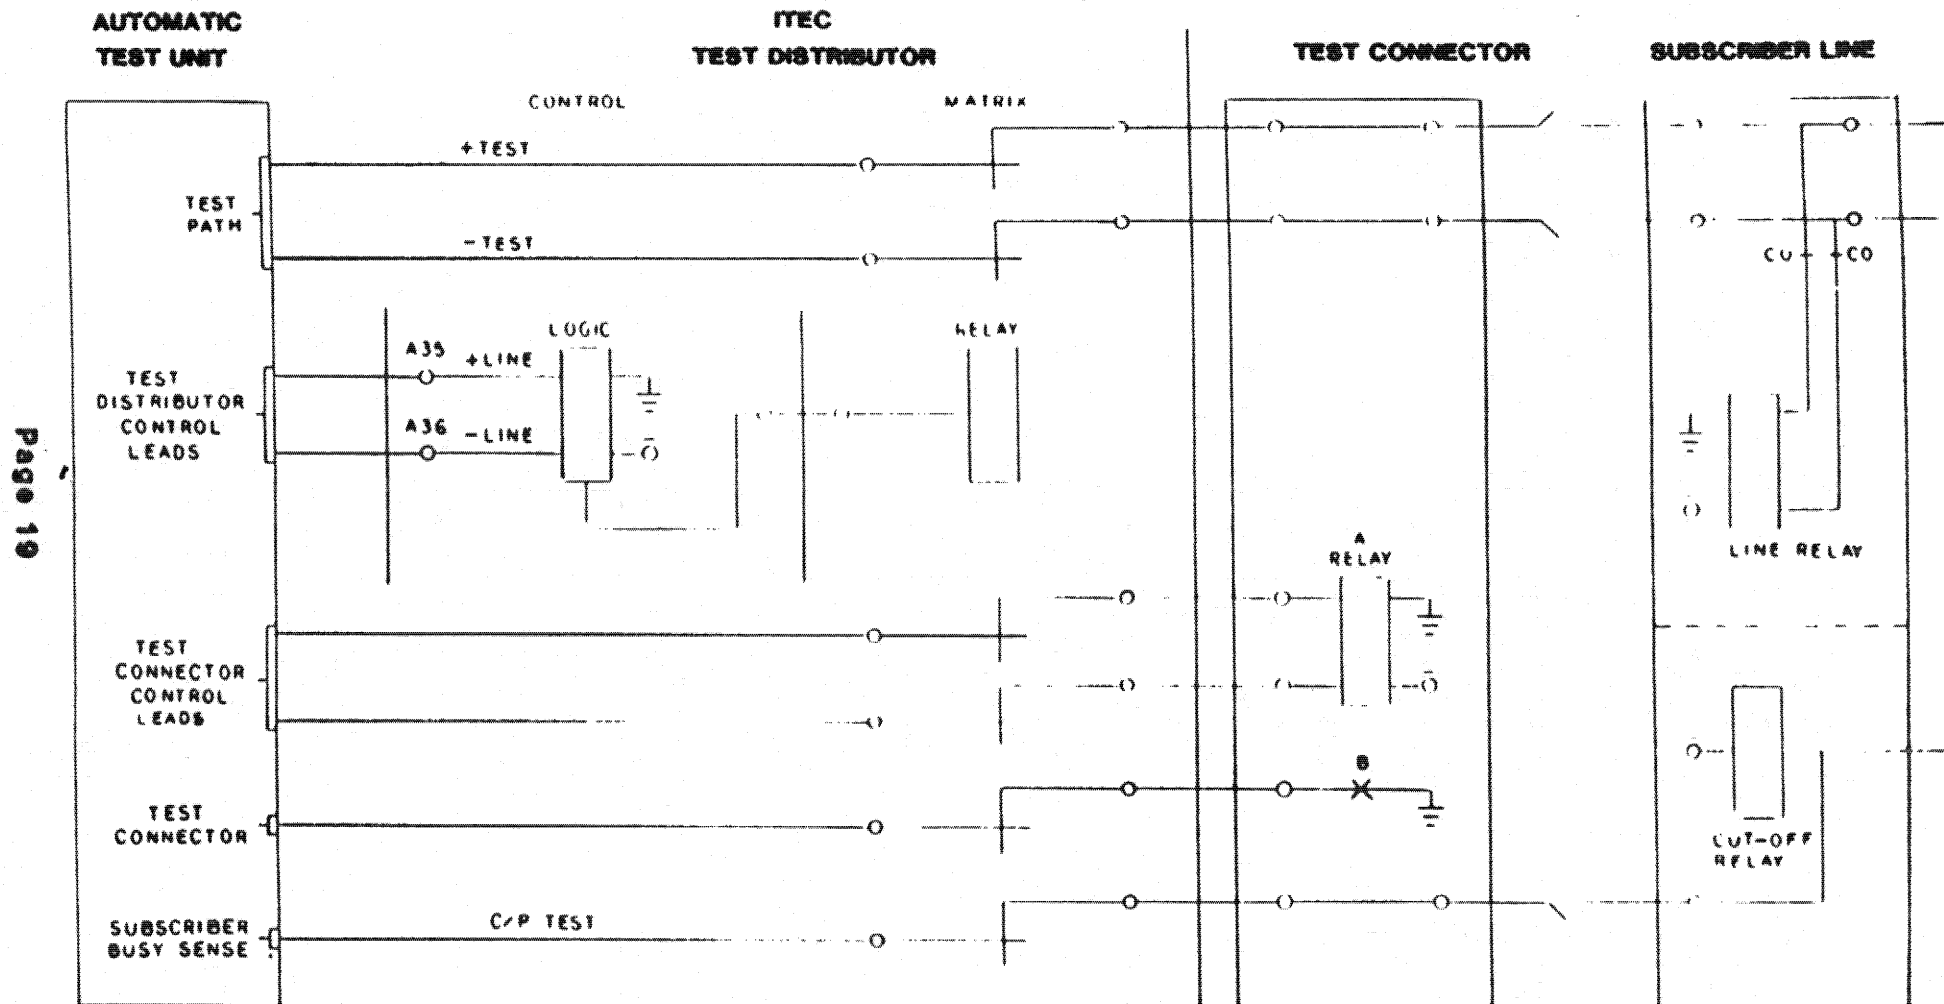 AUTOMATIC
TEST UNIT
ITEC
TEST DISTRIBUTOR
TEST CONNECTOR
SUBSCRIBER LINE
CONTROL
MATRIX
+TEST
TEST
PATH
-TEST
CO
CO
LOGIC
RELAY
A35
+LINE
TEST
DISTRIBUTOR
CONTROL
LEADS
A36
-LINE
Page 19
LINE RELAY
A
RELAY
TEST
CONNECTOR
CONTROL
LEADS
B
TEST
CONNECTOR
CUT-OFF
RELAY
C/P TEST
SUBSCRIBER
BUSY SENSE